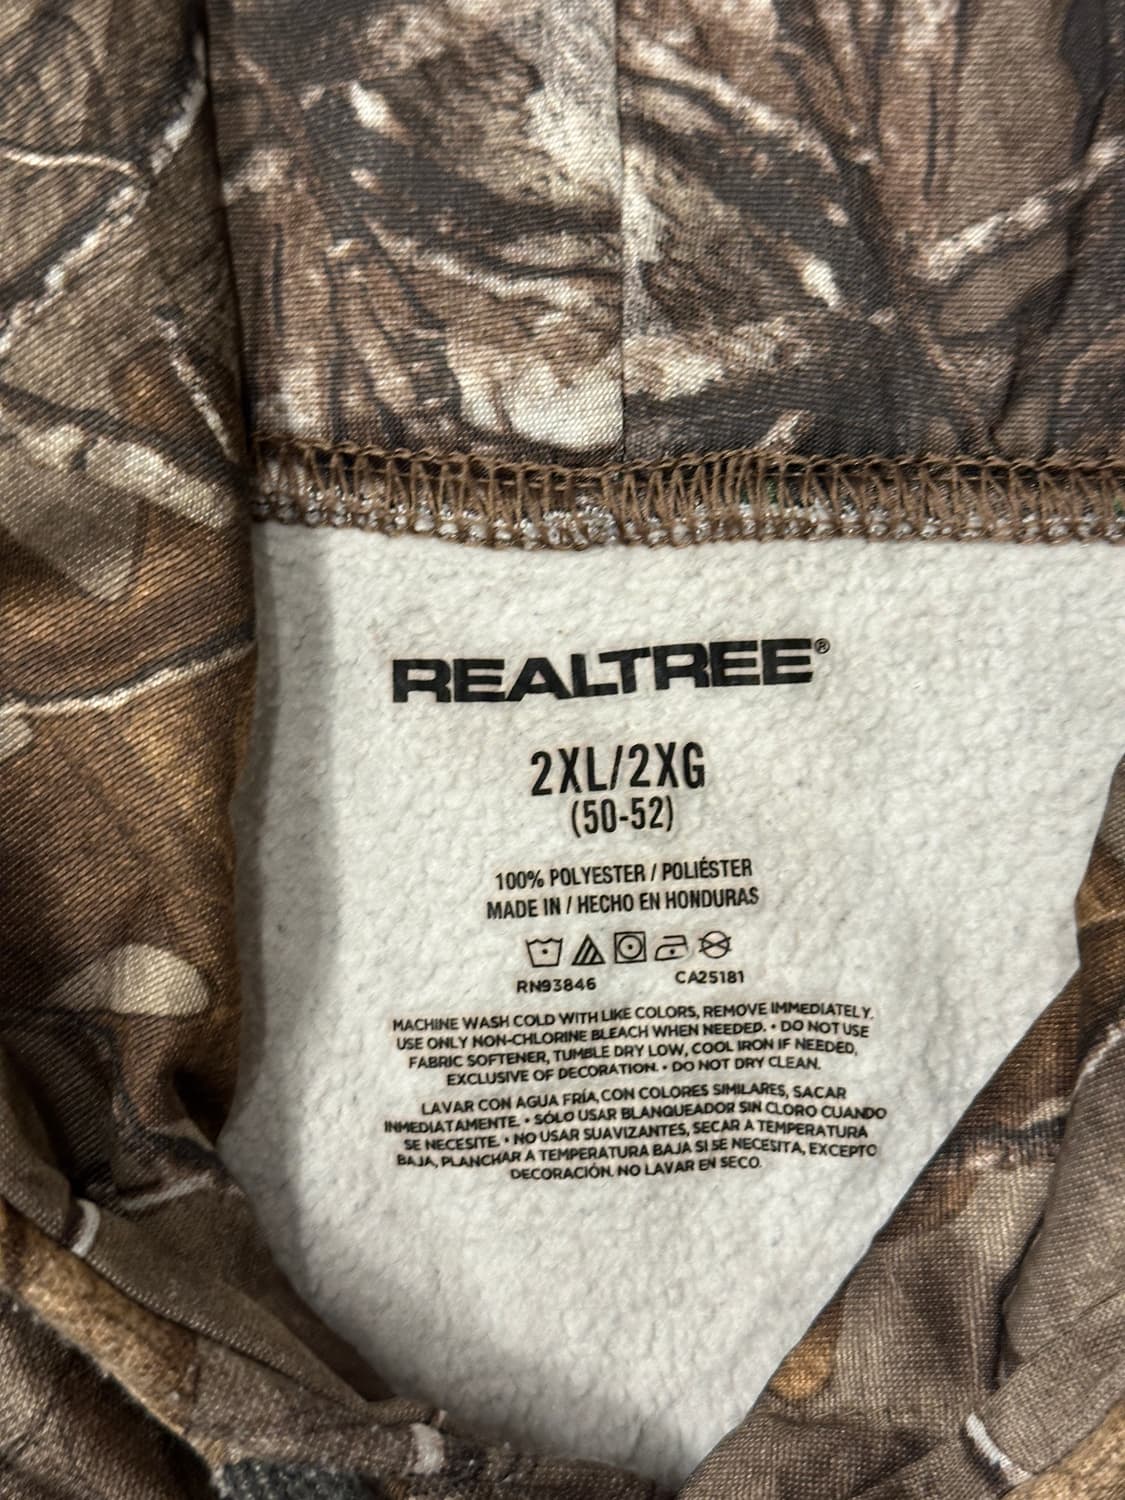 REALTREE®
2XL/2XG
(50-52)
100% POLYESTER / POLIÉSTER
MADE IN / HECHO EN HONDURAS
RN93846 CA25181
MACHINE WASH COLD WITH LIKE COLORS, REMOVE IMMEDIATELY.
USE ONLY NON-CHLORINE BLEACH WHEN NEEDED. • DO NOT USE
FABRIC SOFTENER, TUMBLE DRY LOW, COOL IRON IF NEEDED,
EXCLUSIVE OF DECORATION. • DO NOT DRY CLEAN.
LAVAR CON AGUA FRÍA, CON COLORES SIMILARES, SACAR
INMEDIATAMENTE. • SÓLO USAR BLANQUEADOR SIN CLORO CUANDO
SE NECESITE. • NO USAR SUAVIZANTES, SECAR A TEMPERATURA
BAJA, PLANCHAR A TEMPERATURA BAJA SI SE NECESITA, EXCEPTO
DECORACIÓN. NO LAVAR EN SECO.